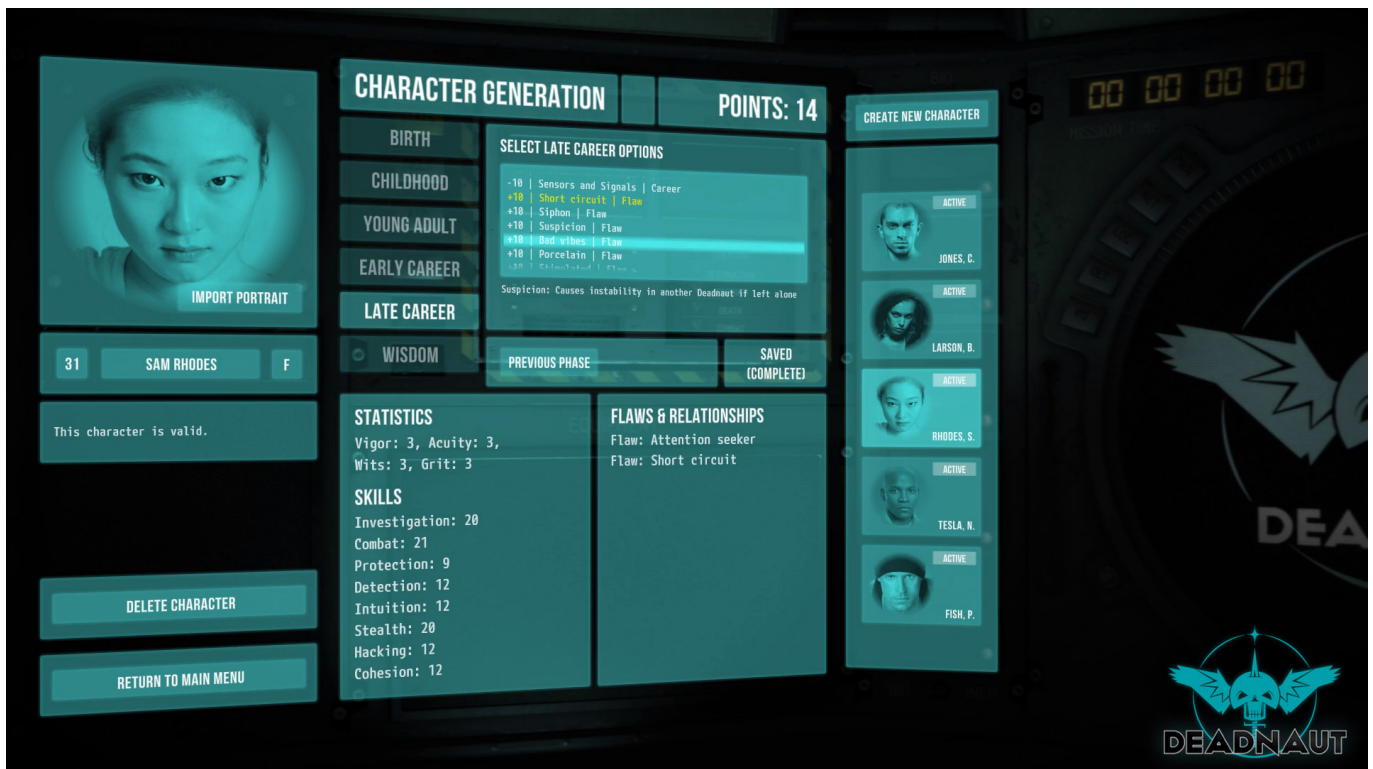 IMPORT PORTRAIT
31
SAM RHODES
F
This character is valid.
DELETE CHARACTER
RETURN TO MAIN MENU
CHARACTER GENERATION
POINTS: 14
BIRTH
CHILDHOOD
YOUNG ADULT
EARLY CAREER
LATE CAREER
WISDOM
SELECT LATE CAREER OPTIONS
-10 | Sensors and Signals | Career
+10 | Short circuit | Flaw
+10 | Siphon | Flaw
+10 | Suspicion | Flaw
+10 | Bad vibes | Flaw
+10 | Porcelain | Flaw
+10 | Stimulated | Flaw
Suspicion: Causes instability in another Deadnaut if left alone
PREVIOUS PHASE
SAVED
(COMPLETE)
STATISTICS
Vigor: 3, Acuity: 3,
Wits: 3, Grit: 3
SKILLS
Investigation: 20
Combat: 21
Protection: 9
Detection: 12
Intuition: 12
Stealth: 20
Hacking: 12
Cohesion: 12
FLAWS & RELATIONSHIPS
Flaw: Attention seeker
Flaw: Short circuit
CREATE NEW CHARACTER
ACTIVE
JONES, C.
ACTIVE
LARSON, B.
ACTIVE
RHODES, S.
ACTIVE
TESLA, N.
ACTIVE
FISH, P.
00 00 00 00
MISSION TIME
DEA
DEADNAUT